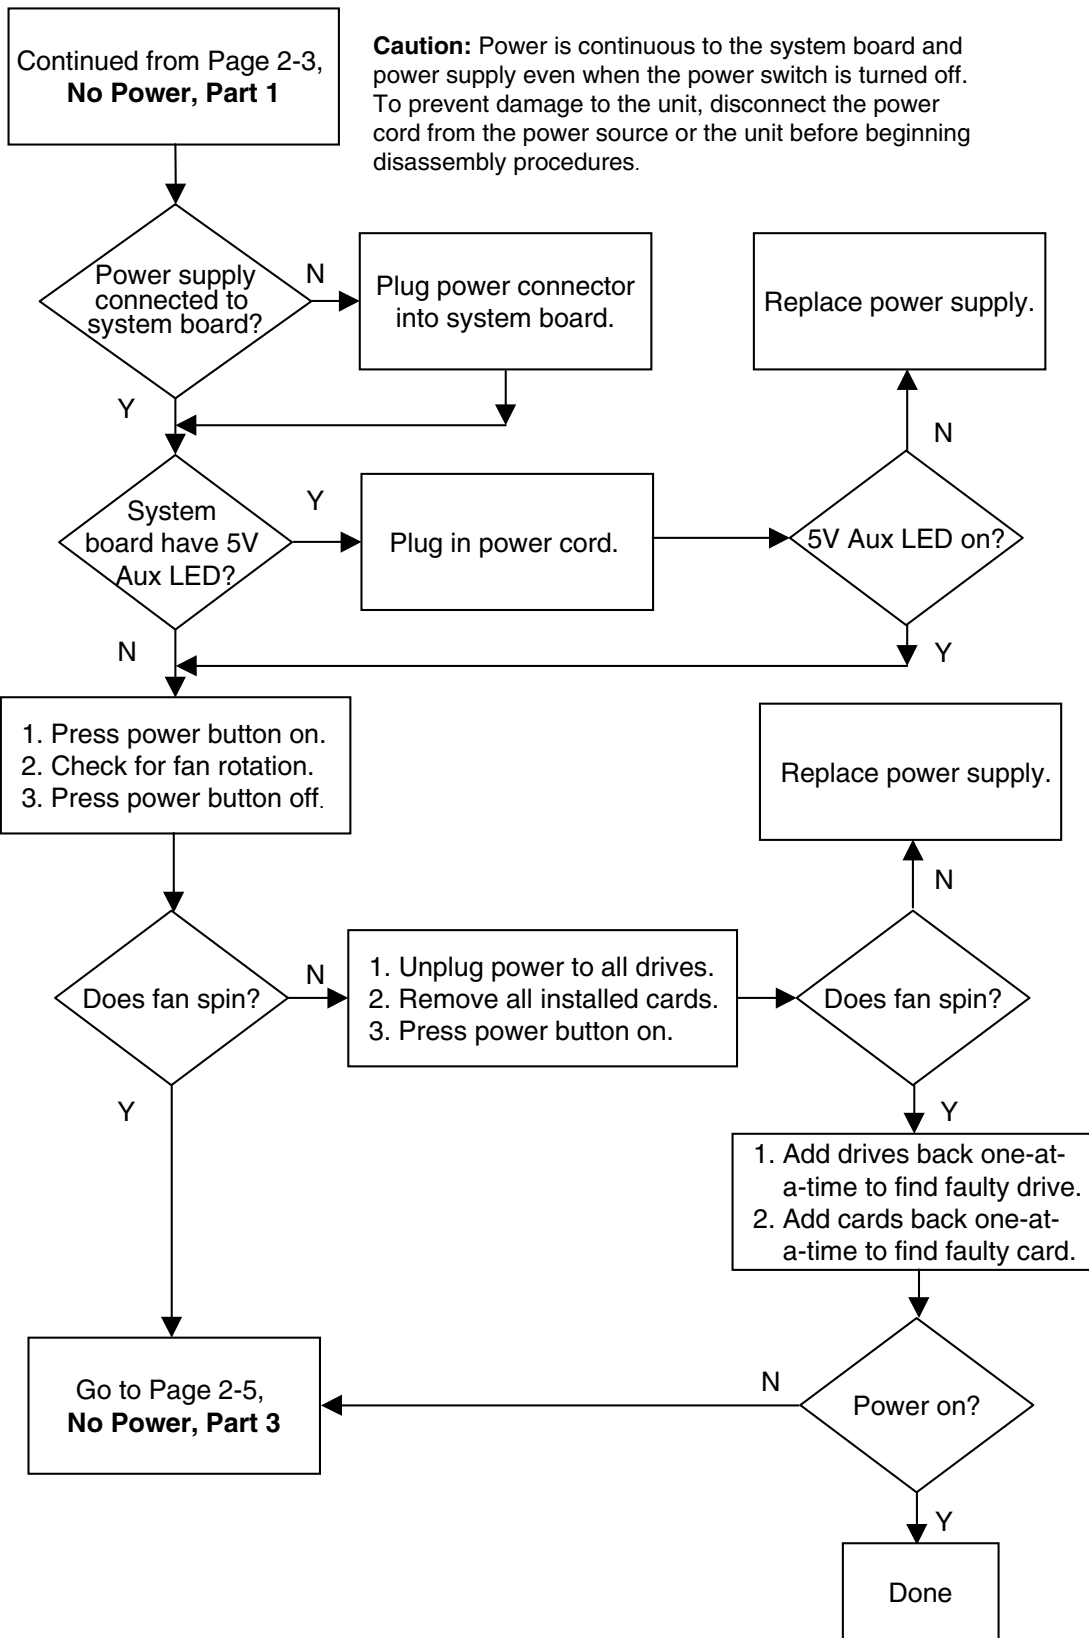 Continued from Page 2-3,
No Power, Part 1
Caution: Power is continuous to the system board and
power supply even when the power switch is turned off.
To prevent damage to the unit, disconnect the power
cord from the power source or the unit before beginning
disassembly procedures.
Power supply
connected to
system board?
N
Plug power connector
into system board.
Replace power supply.
Y
N
System
board have 5V
Aux LED?
Y
Plug in power cord.
5V Aux LED on?
N
Y
1. Press power button on.
2. Check for fan rotation.
3. Press power button off.
Replace power supply.
N
Does fan spin?
N
1. Unplug power to all drives.
2. Remove all installed cards.
3. Press power button on.
Does fan spin?
Y
Y
1. Add drives back one-at-
a-time to find faulty drive.
2. Add cards back one-at-
a-time to find faulty card.
Go to Page 2-5,
No Power, Part 3
N
Power on?
Y
Done